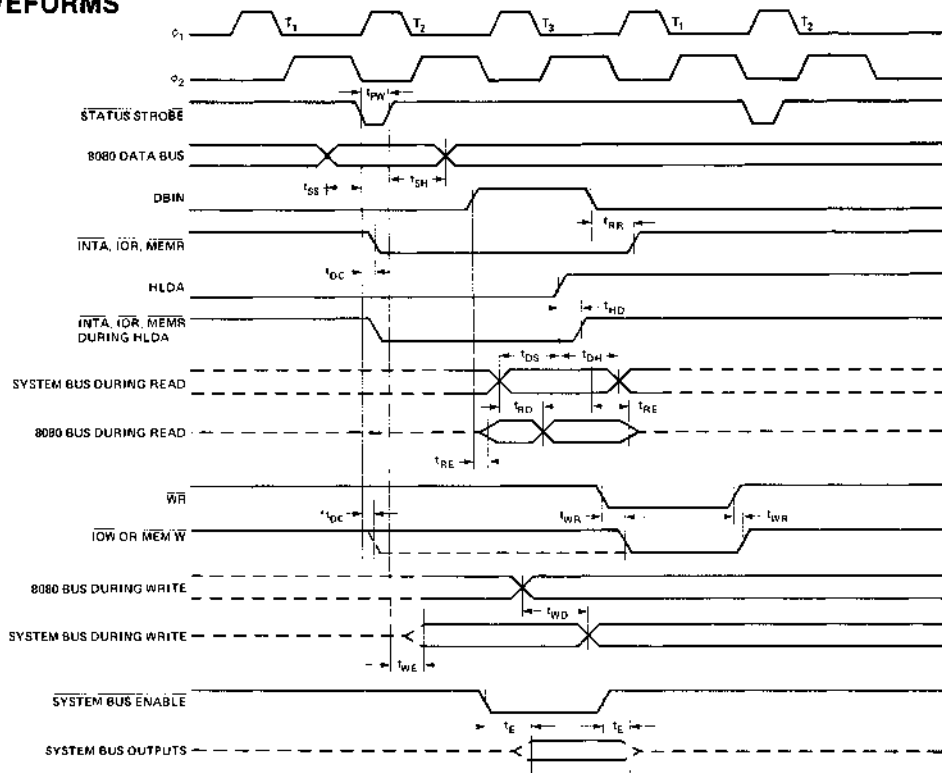 VEFORMS
ϕ1 T1 T2 T3 T1 T2
ϕ2
tPW
STATUS STROBE
8080 DATA BUS
tSS tSH
DBIN
tRR
INTA, IOR, MEMR
tDC
HLDA
tHD
INTA, IOR, MEMR
DURING HLDA
tDS tDH
SYSTEM BUS DURING READ
tRD tRE
8080 BUS DURING READ
tRE
WR
*tDC tWR tWR
IOW OR MEM W
8080 BUS DURING WRITE
tWD
SYSTEM BUS DURING WRITE
tWE
SYSTEM BUS ENABLE
tE tE
SYSTEM BUS OUTPUTS